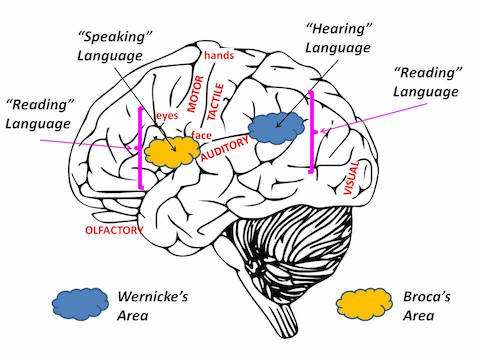 “Speaking”
Language
“Hearing”
Language
“Reading”
Language
“Reading”
Language
hands
MOTOR
TACTILE
eyes
face
AUDITORY
VISUAL
OLFACTORY
Wernicke’s
Area
Broca’s
Area